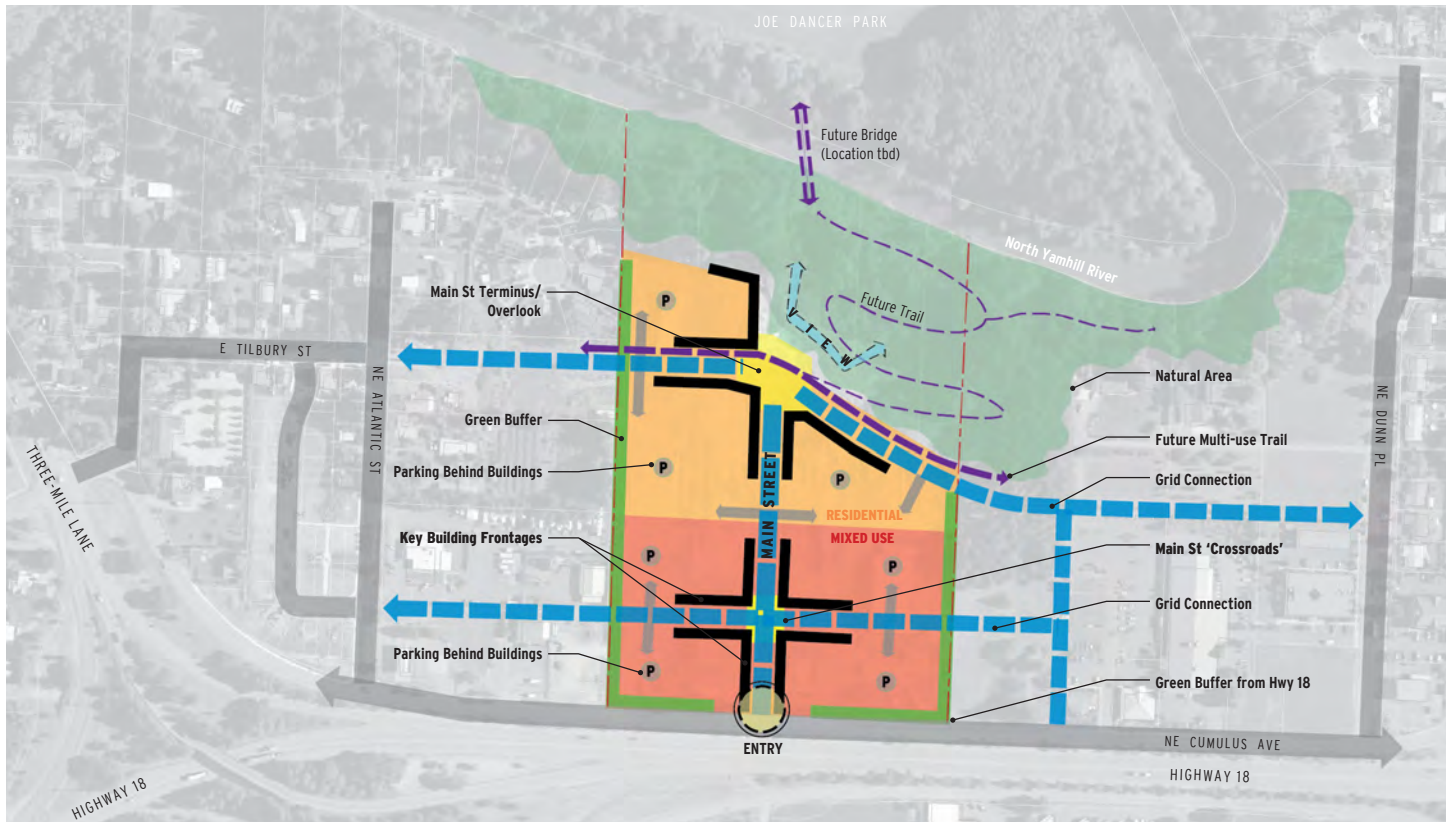 JOE DANCER PARK
Future Bridge
(Location tbd)
North Yamhill River
Main St Terminus/
Overlook
P
VIEW
Future Trail
E TILBURY ST
NE ATLANTIC ST
Natural Area
NE DUNN PL
Green Buffer
Future Multi-use Trail
THREE-MILE LANE
Parking Behind Buildings
P
P
Grid Connection
MAIN STREET
RESIDENTIAL
MIXED USE
Key Building Frontages
P
P
Main St ‘Crossroads’
Grid Connection
Parking Behind Buildings
P
P
Green Buffer from Hwy 18
ENTRY
NE CUMULUS AVE
HIGHWAY 18
HIGHWAY 18